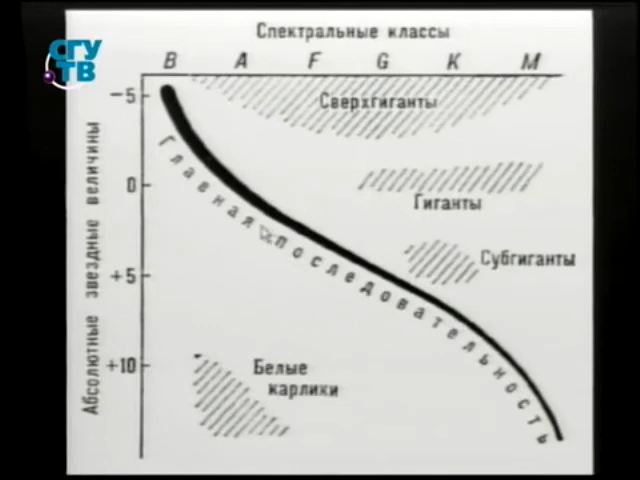 СГУ
ТВ
Спектральные классы
B A F G K M
Сверхгиганты
Гиганты
Субгиганты
Главная последовательность
Белые
карлики
Абсолютные звездные величины
-5
0
+5
+10